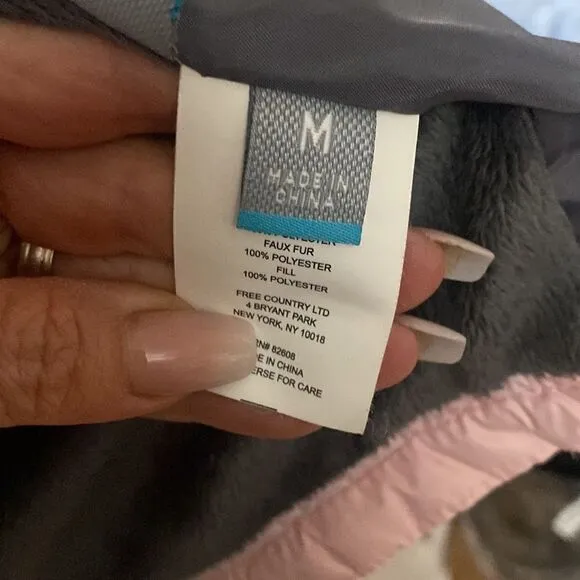 M
MADE IN
CHINA
POLYESTER
FAUX FUR
100% POLYESTER
FILL
100% POLYESTER
FREE COUNTRY LTD
4 BRYANT PARK
NEW YORK, NY 10018
RN# 82608
IN CHINA
FOR CARE